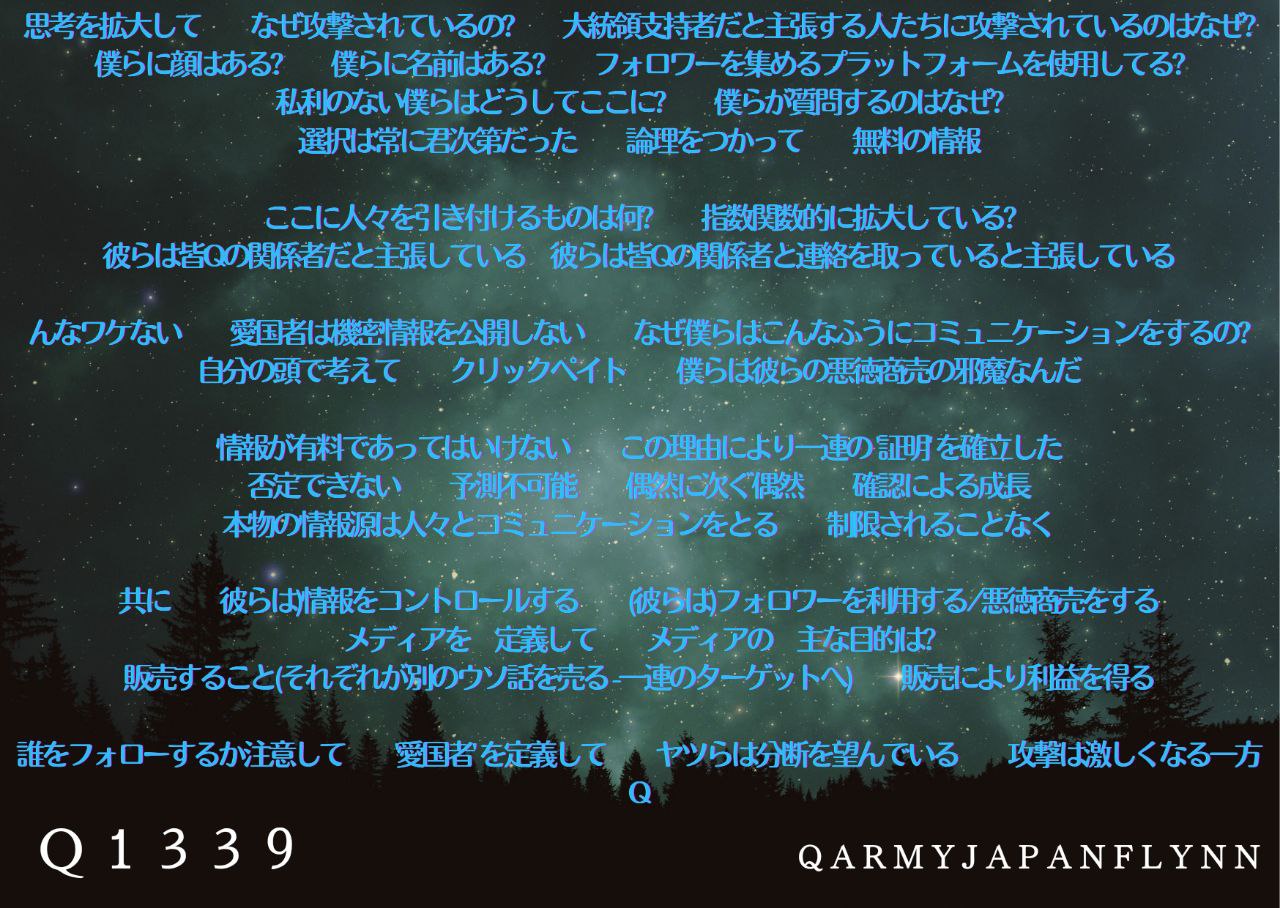 思考を拡大して　なぜ攻撃されているの?　大統領支持者だと主張する人たちに攻撃されているのはなぜ?
僕らに顔はある?　僕らに名前はある?　フォロワーを集めるプラットフォームを使用してる?
私利のない僕らはどうしてここに?　僕らが質問するのはなぜ?
選択は常に君次第だった　論理をつかって　無料の情報
ここに人々を引き付けるものは何?　指数関数的に拡大している?
彼らは皆Qの関係者だと主張している　彼らは皆Qの関係者と連絡を取っていると主張している
んなワケない　愛国者は機密情報を公開しない　なぜ僕らはこんなふうにコミュニケーションをするの?
自分の頭で考えて　クリックベイト　僕らは彼らの悪徳商売の邪魔なんだ
情報が有料であってはいけない　この理由により一連の'証明'を確立した
否定できない　予測不可能　偶然に次ぐ偶然　確認による成長
本物の情報源は人々とコミュニケーションをとる　制限されることなく
共に　彼らは)情報をコントロールする　(彼らは)フォロワーを利用する/悪徳商売をする
メディアを　定義して　メディアの　主な目的は?
販売すること(それぞれが別のウソ話を売る -一連のターゲットへ)　販売により利益を得る
誰をフォローするか注意して　'愛国者'を定義して　ヤツらは分断を望んでいる　攻撃は激しくなる一方
Q
Q1339
QARMYJAPANFLYNN